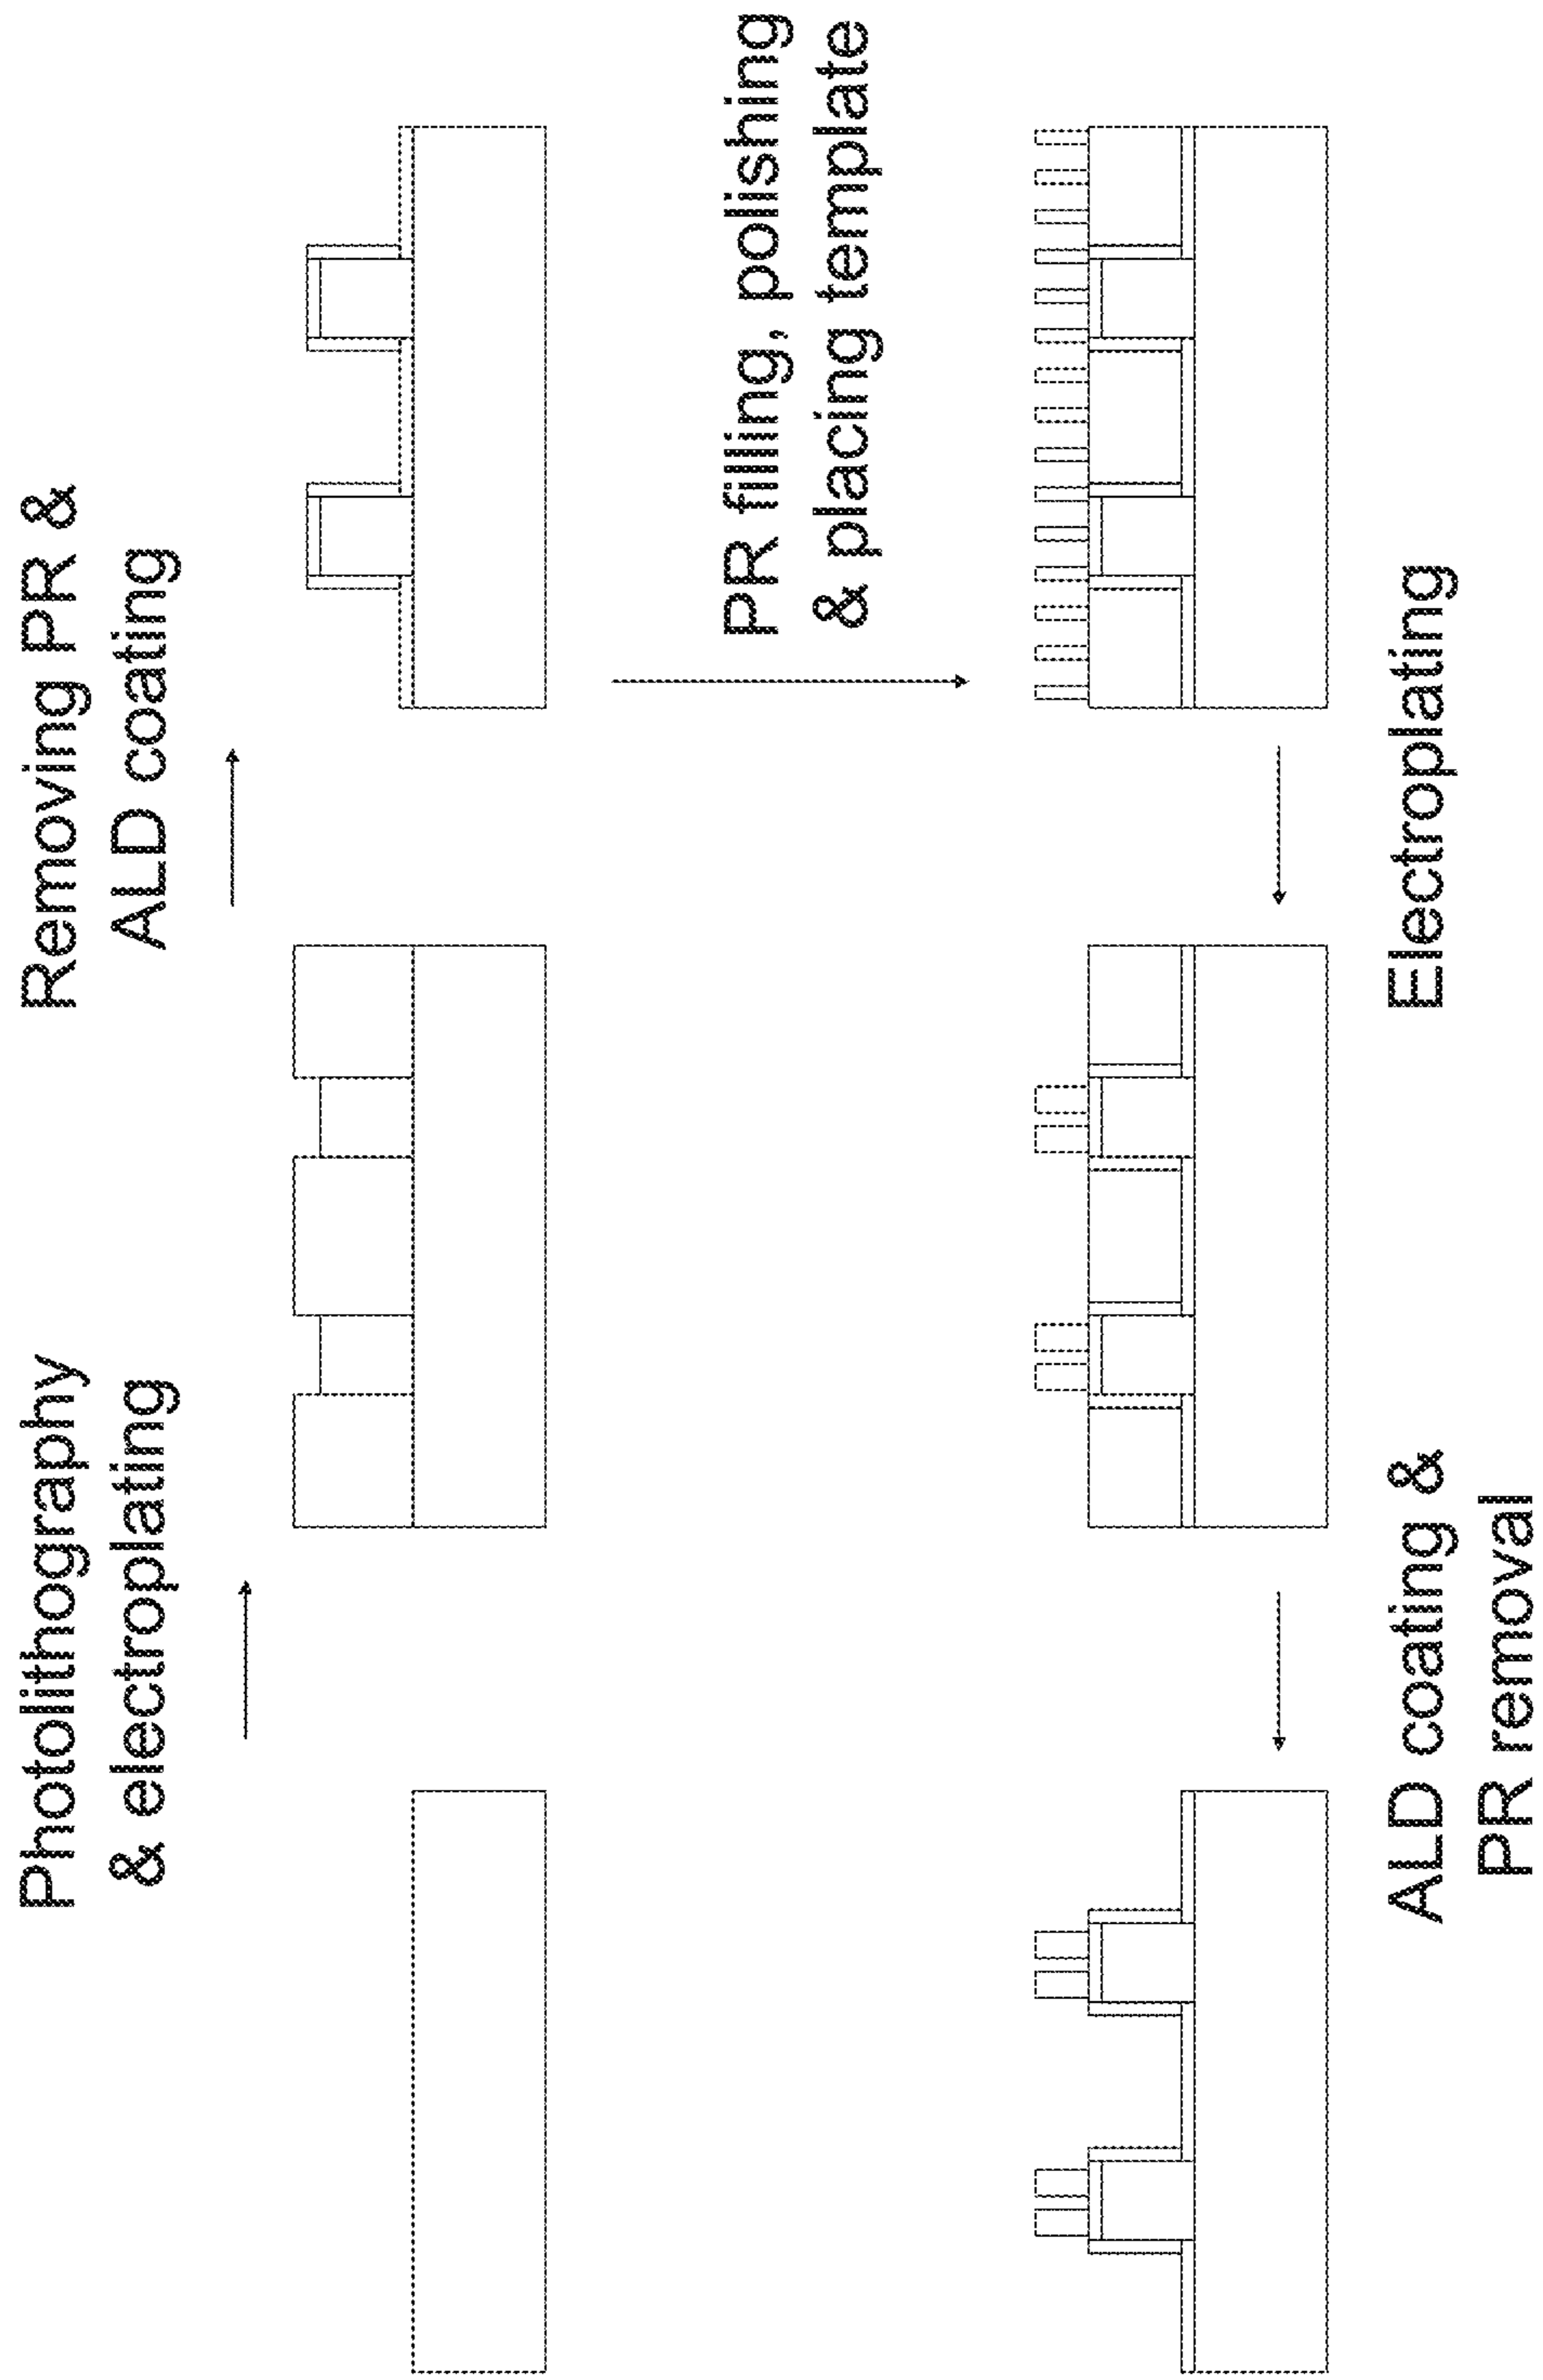 Photolithography
& electroplating
Removing PR &
ALD coating
PR filling, polishing
& placing template
Electroplating
ALD coating &
PR removal